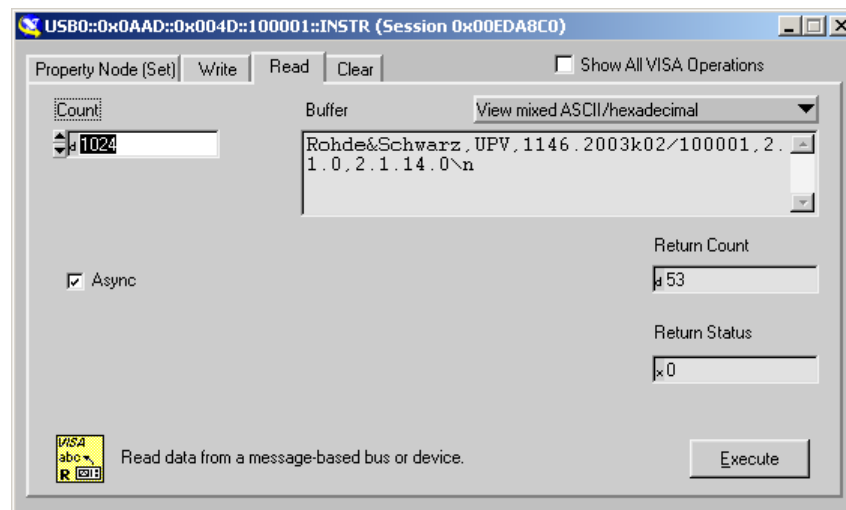 USB0::0x0AAD::0x004D::100001::INSTR (Session 0x00EDA8C0)
Property Node (Set) Write Read Clear Show All VISA Operations
Count Buffer View mixed ASCII/hexadecimal
d 1024
Rohde&Schwarz,UPV,1146.2003k02/100001,2.
1.0,2.1.14.0\n
Return Count
Async d 53
Return Status
x 0
VISA
abc
R
Read data from a message-based bus or device. Execute